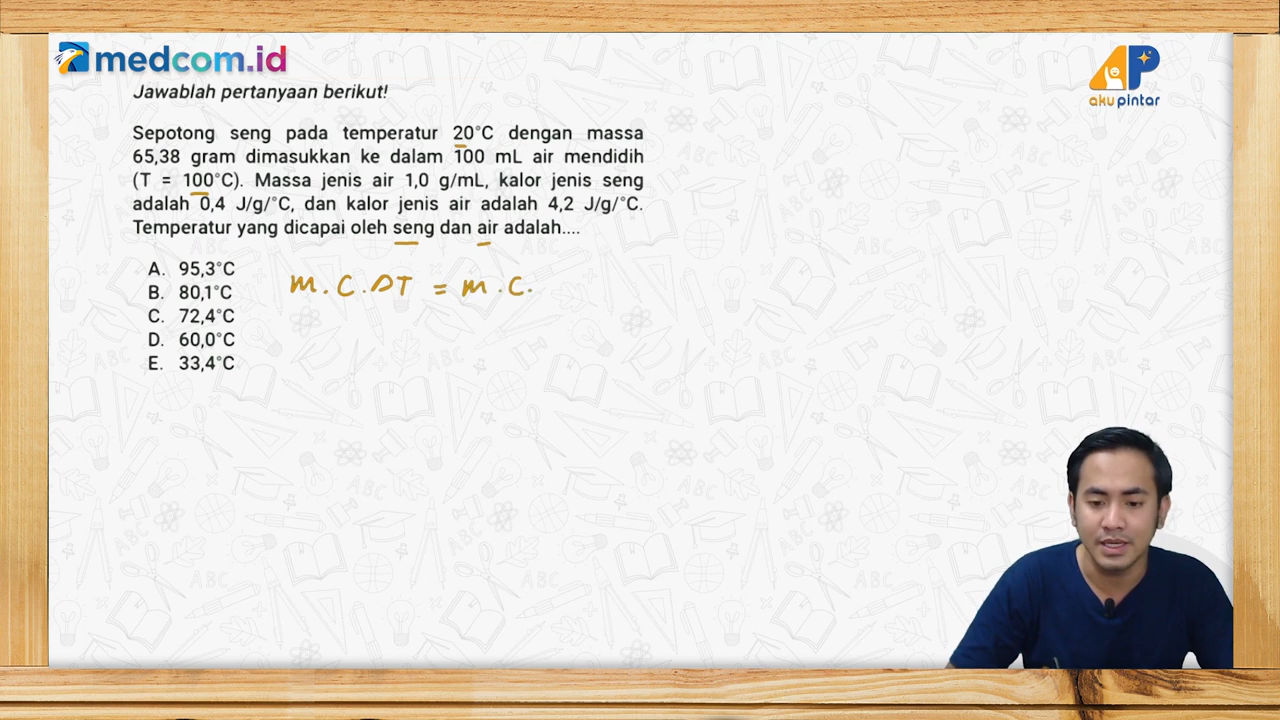 medcom.id
aku pintar
Jawablah pertanyaan berikut!
Sepotong seng pada temperatur 20°C dengan massa
65,38 gram dimasukkan ke dalam 100 mL air mendidih
(T = 100°C). Massa jenis air 1,0 g/mL, kalor jenis seng
adalah 0,4 J/g/°C, dan kalor jenis air adalah 4,2 J/g/°C.
Temperatur yang dicapai oleh seng dan air adalah....
A. 95,3°C
B. 80,1°C
C. 72,4°C
D. 60,0°C
E. 33,4°C
m . C . ΔT = m . C .